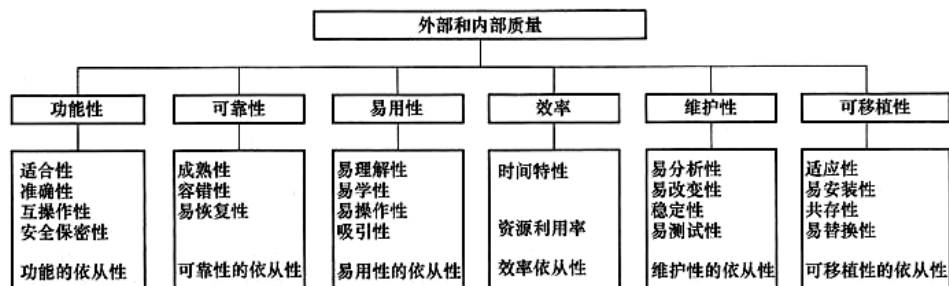 外部和内部质量
功能性
可靠性
易用性
效率
维护性
可移植性
适合性
准确性
互操作性
安全保密性
功能的依从性
成熟性
容错性
易恢复性
可靠性的依从性
易理解性
易学性
易操作性
吸引性
易用性的依从性
时间特性
资源利用率
效率依从性
易分析性
易改变性
稳定性
易测试性
维护性的依从性
适应性
易安装性
共存性
易替换性
可移植性的依从性